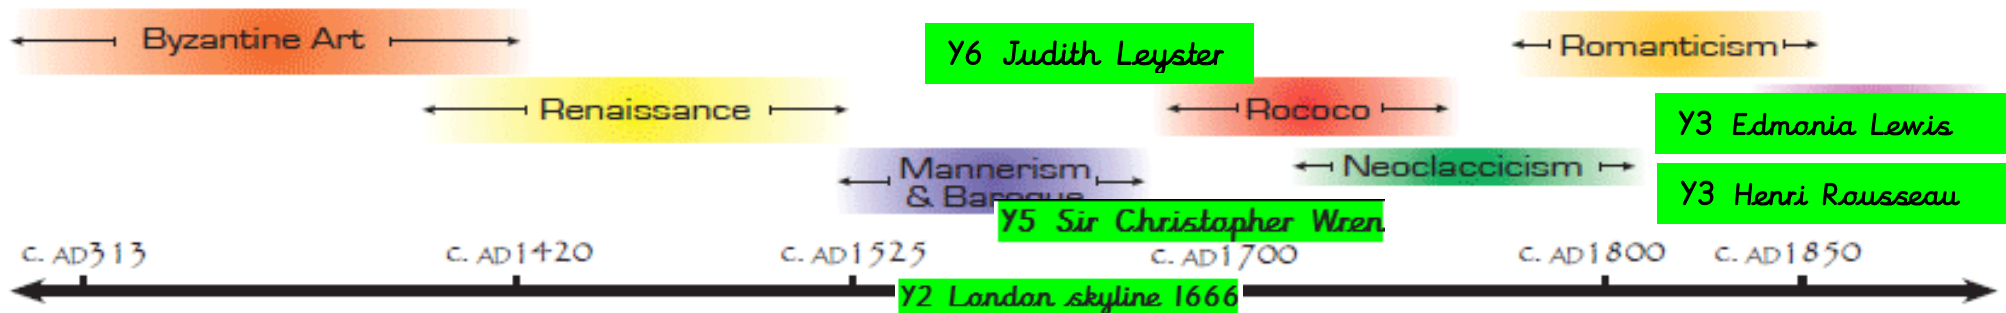 Byzantine Art
Y6 Judith Leyster
Romanticism
Renaissance
Rococo
Y3 Edmonia Lewis
Mannerism
& Baroque
Neoclaccicism
Y3 Henri Rousseau
Y5 Sir Christopher Wren
c. AD313
c. AD1420
c. AD1525
c. AD1700
c. AD1800
c. AD1850
Y2 London skyline 1666